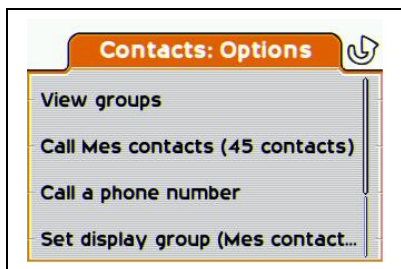 Contacts: Options
View groups
Call Mes contacts (45 contacts)
Call a phone number
Set display group (Mes contact...